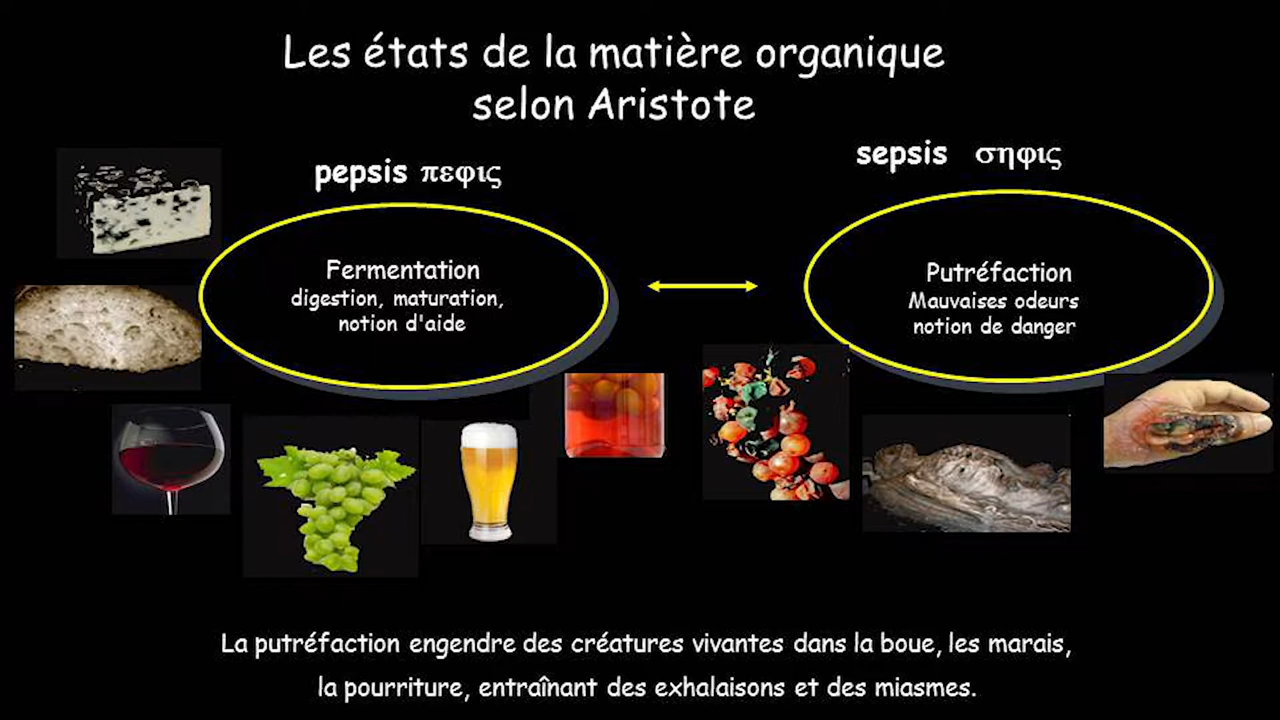 Les états de la matière organique
selon Aristote
pepsis πεφις
sepsis σηφις
Fermentation
digestion, maturation,
notion d'aide
Putréfaction
Mauvaises odeurs
notion de danger
La putréfaction engendre des créatures vivantes dans la boue, les marais,
la pourriture, entraînant des exhalaisons et des miasmes.